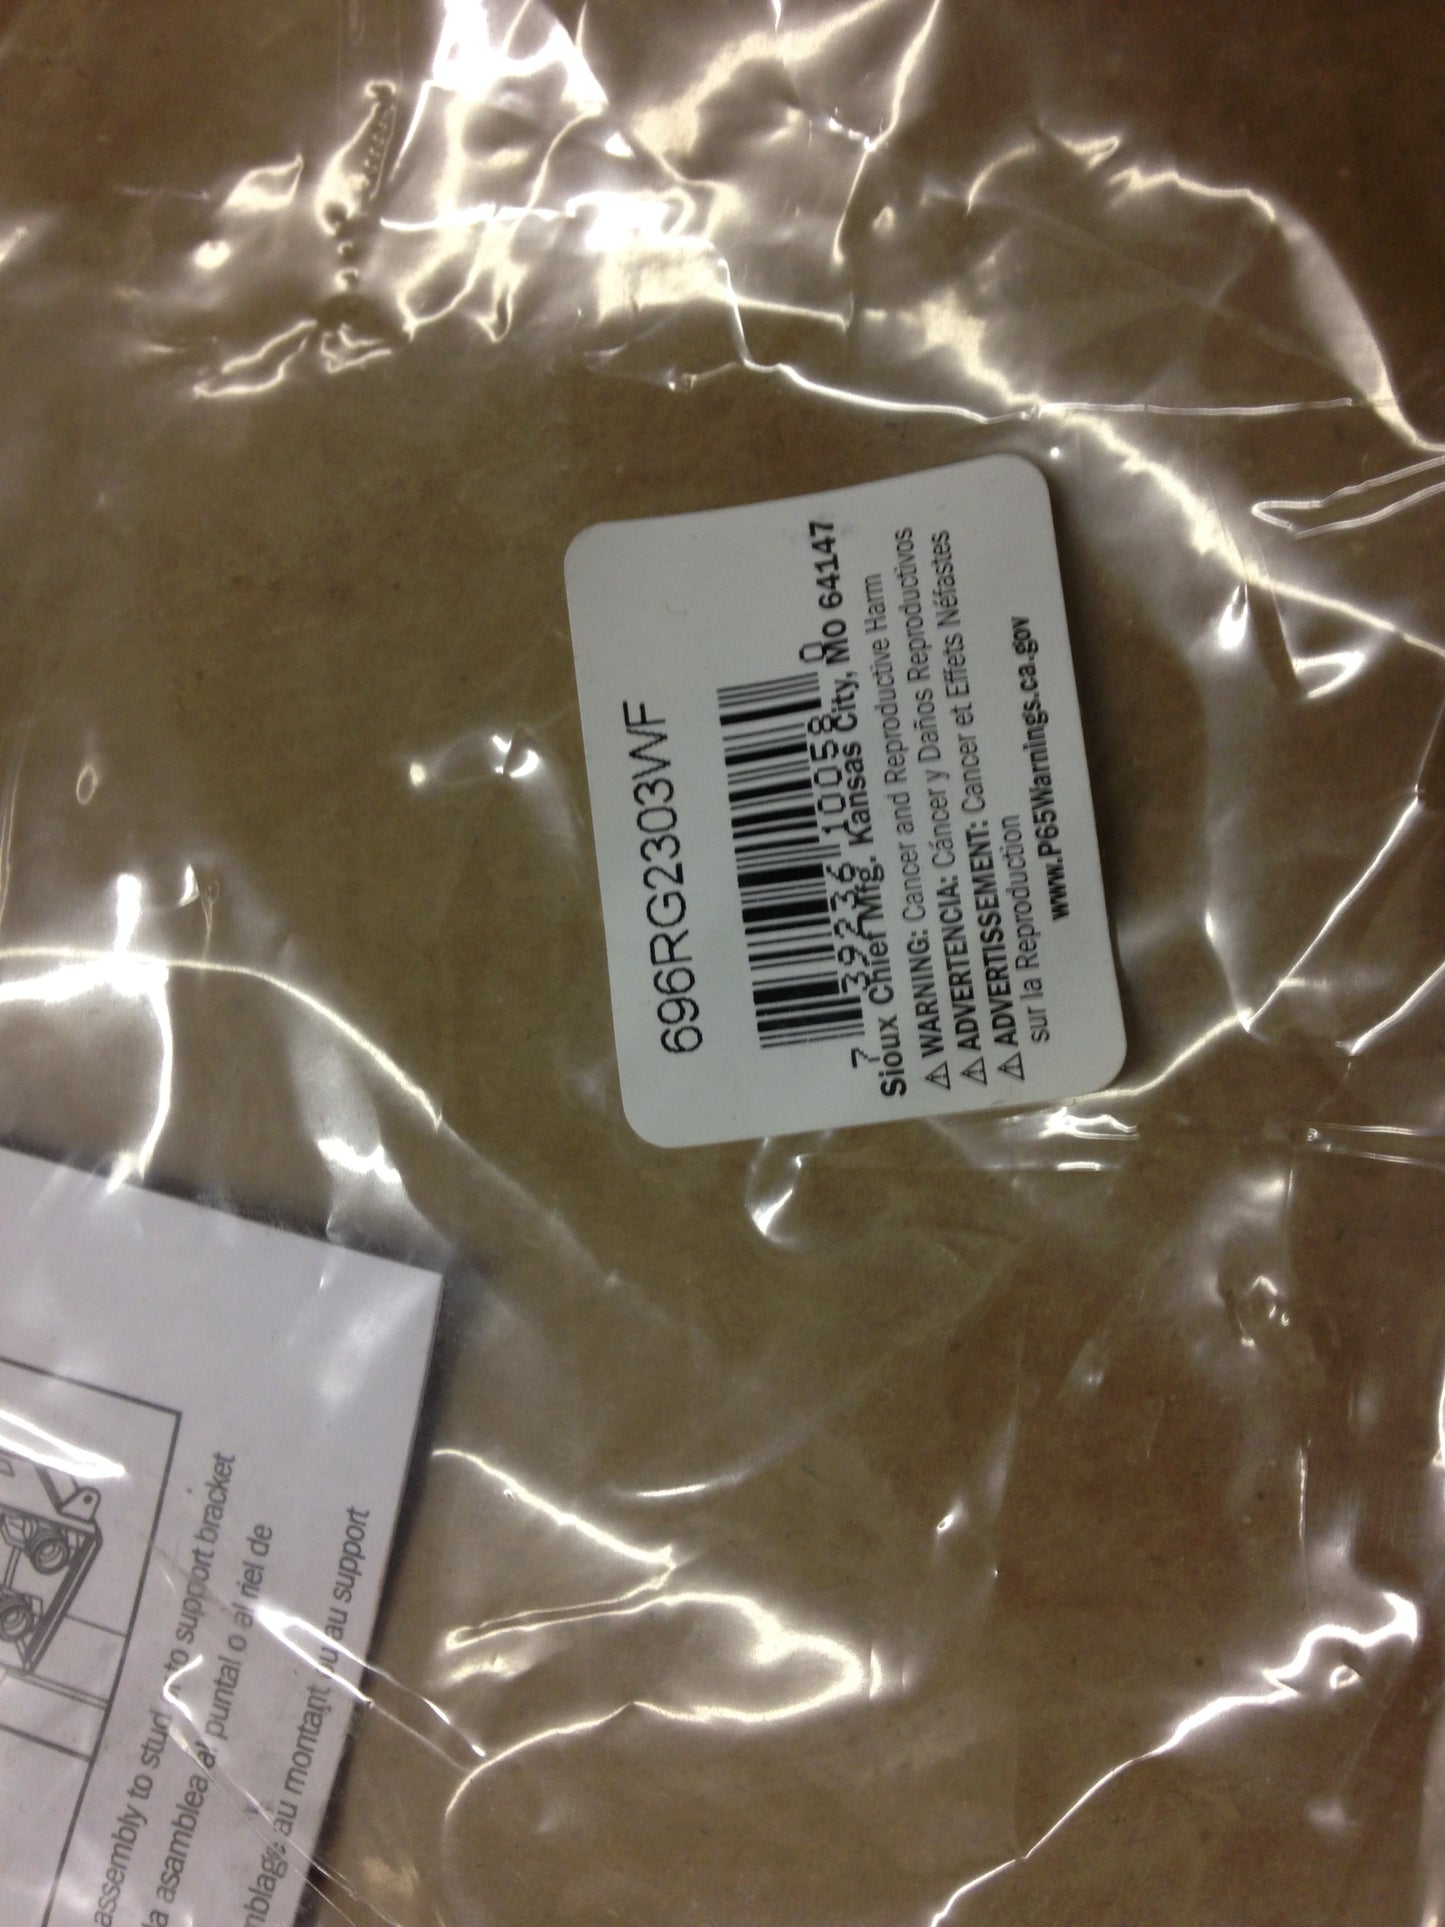 696RG2303WF
7 39236 10058 0
Sioux Chief Mfg. Kansas City, Mo 64147
⚠ WARNING: Cancer and Reproductive Harm
⚠ ADVERTENCIA: Cáncer y Daños Reproductivos
⚠ ADVERTISSEMENT: Cancer et Effets Néfastes
sur la Reproduction
www.P65Warnings.ca.gov
assembly to stud to support bracket
la asamblea al puntal o al riel de
au montant ou au support